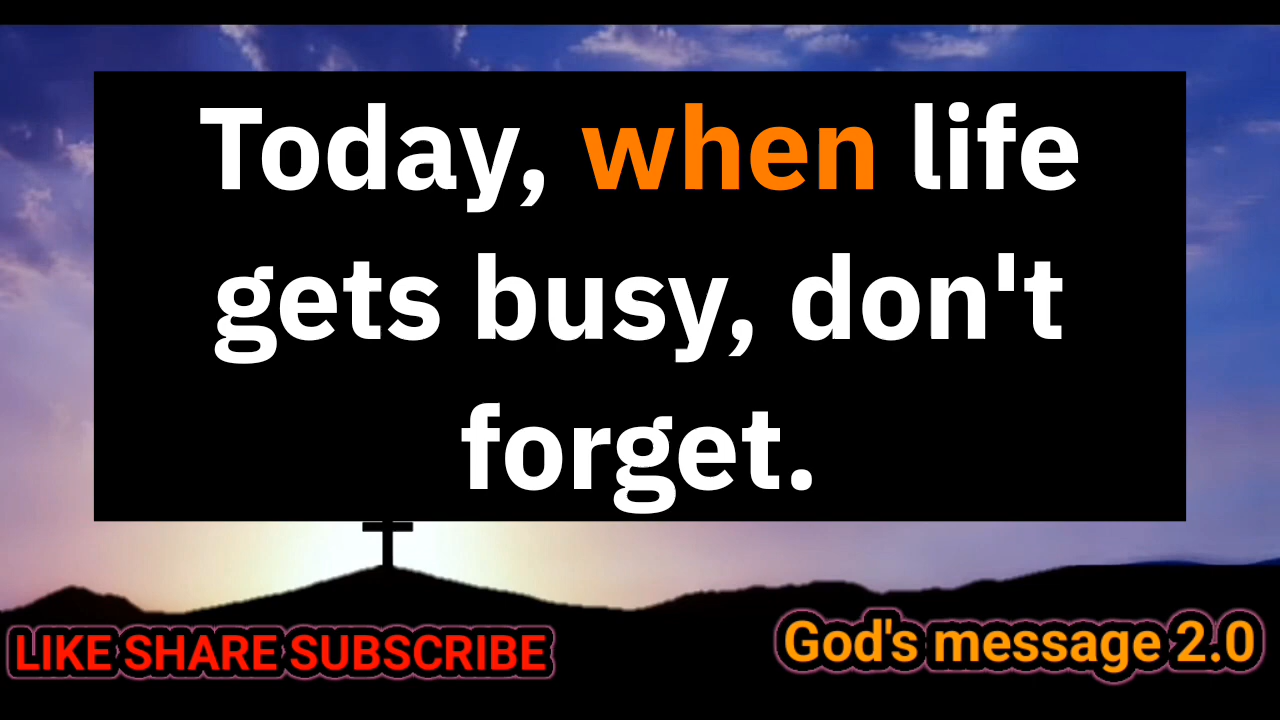 Today, when life
gets busy, don't
forget.
LIKE SHARE SUBSCRIBE
God's message 2.0